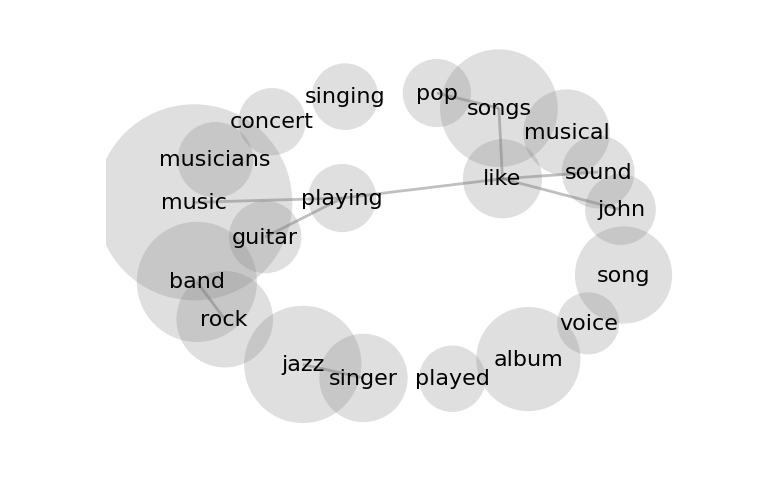 pop
singing
songs
concert
musical
musicians
sound
like
playing
music
john
guitar
song
band
rock
voice
album
jazz
singer
played